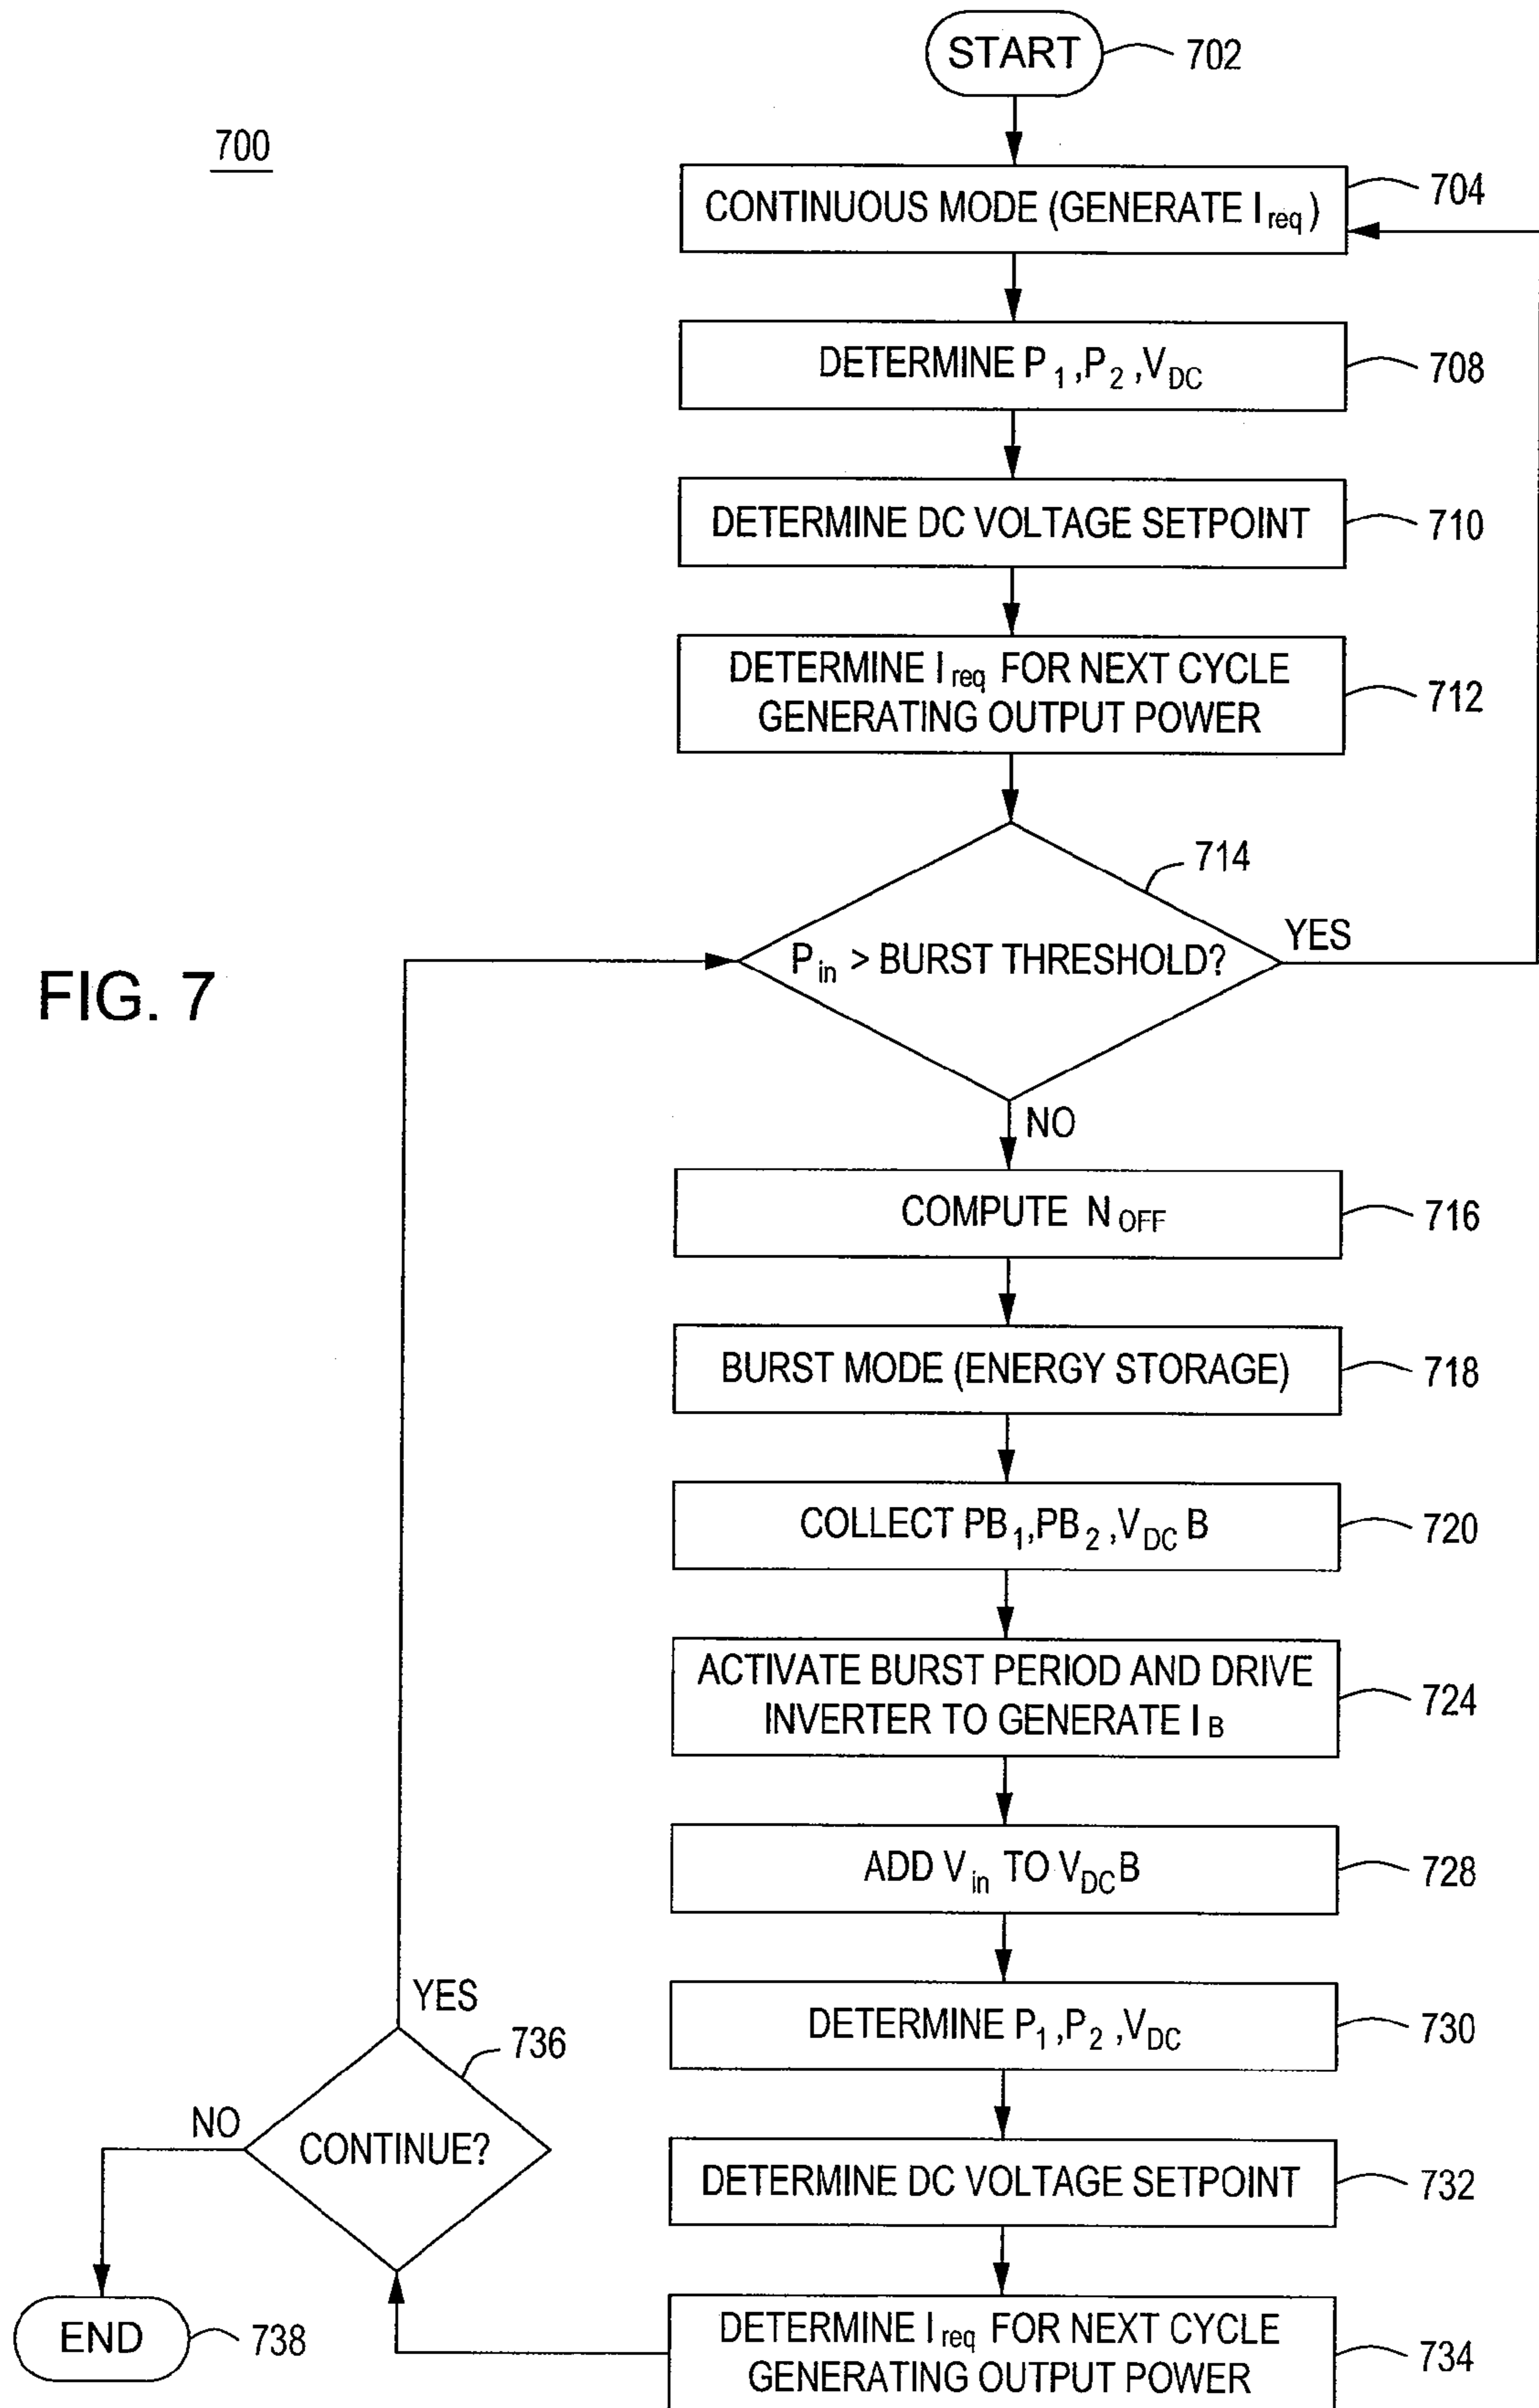 START
702
700
CONTINUOUS MODE (GENERATE Ireq)
704
DETERMINE P1,P2,VDC
708
DETERMINE DC VOLTAGE SETPOINT
710
DETERMINE Ireq FOR NEXT CYCLE
GENERATING OUTPUT POWER
712
714
Pin > BURST THRESHOLD?
YES
FIG. 7
NO
COMPUTE NOFF
716
BURST MODE (ENERGY STORAGE)
718
COLLECT PB1,PB2,VDC B
720
ACTIVATE BURST PERIOD AND DRIVE
INVERTER TO GENERATE IB
724
ADD Vin TO VDCB
728
YES
DETERMINE P1,P2,VDC
730
736
NO
CONTINUE?
DETERMINE DC VOLTAGE SETPOINT
732
END
738
DETERMINE Ireq FOR NEXT CYCLE
GENERATING OUTPUT POWER
734